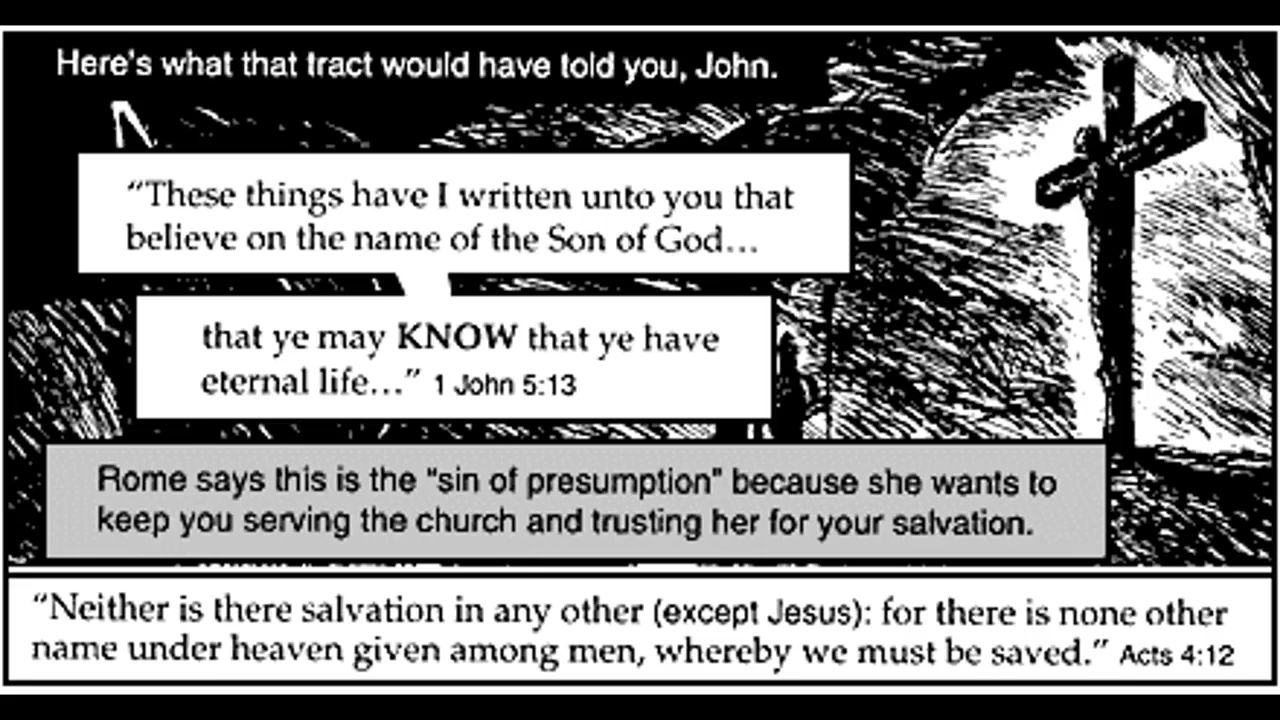 Here's what that tract would have told you, John.
“These things have I written unto you that
believe on the name of the Son of God...
that ye may KNOW that ye have
eternal life...” 1 John 5:13
Rome says this is the "sin of presumption" because she wants to
keep you serving the church and trusting her for your salvation.
“Neither is there salvation in any other (except Jesus): for there is none other
name under heaven given among men, whereby we must be saved.” Acts 4:12